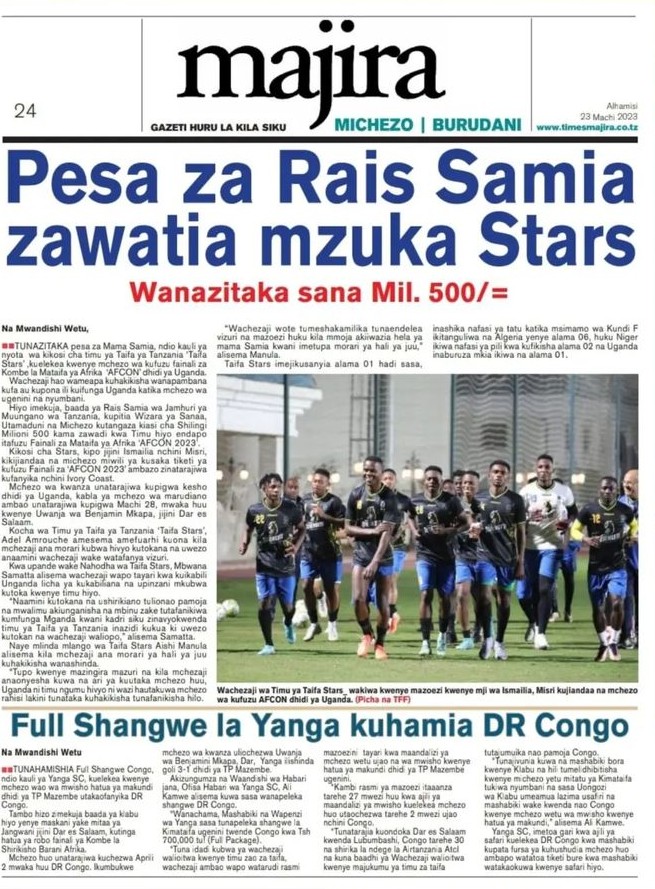 majira
24
GAZETI HURU LA KILA SIKU
MICHEZO | BURUDANI
Alhamisi
23 Machi 2023
www.timesmajira.co.tz
Pesa za Rais Samia
zawatia mzuka Stars
Wanazitaka sana Mil. 500/=
Na Mwandishi Wetu,
TUNAZITAKA pesa za Mama Samia, ndio kauli ya
nyota wa kikosi cha timu ya Taifa ya Tanzania 'Taifa
Stars' ,kuelekea kwenye mchezo wa kufuzu fainali za
Kombe la Mataifa ya Afrika 'AFCON' dhidi ya Uganda.
Wachezaji hao wameapa kuhakikisha wanapambana
kufa au kupona ili kuifunga Uganda katika mchezo wa
ugenini na nyumbani.
Hiyo imekuja, baada ya Rais Samia wa Jamhuri ya
Muungano wa Tanzania, kupitia Wizara ya Sanaa,
Utamaduni na Michezo kutangaza kiasi cha Shilingi
Milioni 500 kama zawadi kwa Timu hiyo endapo
itafuzu Fainali za Mataifa ya Afrika 'AFCON 2023'.
Kikosi cha Stars, kipo jijini Ismailia nchini Misri,
kikijiandaa na michezo miwili ya kusaka tiketi ya
kufuzu Fainali za 'AFCON 2023' ambazo zinatarajiwa
kufanyika nchini Ivory Coast.
Mchezo wa kwanza unatarajiwa kupigwa kesho
dhidi ya Uganda, kabla ya mchezo wa marudiano
ambao unatarajiwa kupigwa Machi 28, mwaka huu
kwenye Uwanja wa Benjamin Mkapa, jijini Dar es
Salaam.
Kocha wa Timu ya Taifa ya Tanzania 'Taifa Stars',
Adel Amrouche amesema amefuarhi kuona kila
mchezaji ana morari kubwa hivyo kutokana na uwezo
anaamini wachezaji wake watafanya vizuri.
Kwa upande wake Nahodha wa Taifa Stars, Mbwana
Samatta alisema wachezaji wapo tayari kwa kuikabili
Unganda licha ya kukabiliana na upinzani mkubwa
kutoka kwenye timu hiyo.
"Naamini kutokana na ushirikiano tulionao pamoja
na mwalimu akiunganisha na mbinu zake tutafanikiwa
kumfunga Mganda kwani kadri siku zinavyokwenda
timu ya Taifa ya Tanzania inazidi kukua ki uwezo
kutokan na wachezaji waliopo," alisema Samatta.
Naye mlinda mlango wa Taifa Stars Aishi Manula
alisema kila mchezaji ana morari ya hali ya juu
kuhakikisha wanashinda.
"Tupo kwenye mazingira mazuri na kila mchezaji
anaonyesha kuwa na ari ya kuutaka mchezo huu,
Uganda ni timu ngumu hivyo ni wazi hautakuwa mchezo
rahisi lakini tunataka kuhakikisha tunafanikisha hilo.
"Wachezaji wote tumeshakamilika tunaendelea
vizuri na mazoezi huku kila mmoja akiwazia hela ya
mama Samia kwani imetupa morari ya hali ya juu,"
alisema Manula.
Taifa Stars imejikusanyia alama 01 hadi sasa,
inashika nafasi ya tatu katika msimamo wa Kundi F
ikitanguliwa na Algeria yenye alama 06, huku Niger
ikiwa nafasi ya pili kwa kufikisha alama 02 na Uganda
inaburuza mkia ikiwa na alama 01.
Wachezaji wa Timu ya Taifa Stars wakiwa kwenye mazoezi kwenye mji wa Ismailia, Misri kujiandaa na mchezo
wa kufuzu AFCON dhidi ya Uganda. (Picha na TFF)
Full Shangwe la Yanga kuhamia DR Congo
Na Mwandishi Wetu
TUNAHAMISHIA Full Shangwe Congo,
ndio kauli ya Yanga SC, kuelekea kwenye
mchezo wao wa mwisho hatua ya makundi
dhidi ya TP Mazembe utakaofanyika DR
Congo.
Tambo hizo zimekuja baada ya klabu
hiyo yenye maskani yake mitaa ya
Jangwani jijini Dar es Salaam, kutinga
hatua ya robo fainali ya Kombe la
Shirikisho Barani Afrika.
Mchezo huo unatarajiwa kuchezwa Aprili
2 mwaka huu DR Congo. Ikumbukwe
mchezo wa kwanza uliochezwa Uwanja
wa Benjamini Mkapa, Dar, Yanga iliishinda
goli 3-1 dhidi ya TP Mazembe.
Akizungumza na Waandishi wa Habari
jana, Ofisa Habari wa Yanga SC, Ali
Kamwe alisema kuwa sasa wanapeleka
shangwe DR Congo.
"Wanachama, Mashabiki na Wapenzi
wa Yanga sasa tunapeleka shangwe la
Kimataifa ugenini twende Congo kwa Tsh
700,000 tu! (Full Package).
"Tuna idadi kubwa ya wachezaji
walioitwa kwenye timu zao za taifa,
wachezaji ambao wapo watarudi rasmi
mazoezini tayari kwa maandalizi ya
mchezo wetu ujao na wa mwisho kwenye
hatua ya makundi dhidi ya TP Mazembe
ugenini.
"Kambi rasmi ya mazoezi itaaanza
tarehe 27 mwezi huu kwa ajili ya
maandalizi ya mwisho kuelekea mchezo
huo utaochezwa tarehe 2 mwezi ujao
nchini Congo.
"Tunatarajia kuondoka Dar es Salaam
kwenda Lubumbashi, Congo tarehe 30
na shirika la ndege la Airtanzania Atcl
na kuna baadhi ya Wachezaji walioitwa
kwenye majukumu ya timu za taifa
tutajumuika nao pamoja Congo.
"Tunajivunia kuwa na mashabiki bora
kwenye Klabu na hili tumelidhibitisha
kwenye michezo yetu mitatu ya Kimataifa
tukiwa nyumbani na sasa Uongozi
wa Klabu umeamua lazima usafiri na
mashabiki wake kwenda nao Congo
kwenye mchezo wetu wa mwisho kwenye
hatua ya makundi," alisema Ali Kamwe.
Yanga SC, imetoa gari kwa ajili ya
safari kuelekea DR Congo kwa mashabiki
kupata fursa ya kuhushudia mchezo huo
ambapo watatoa tiketi bure kwa mashabiki
watakaokuwa kwenye safari hiyo.